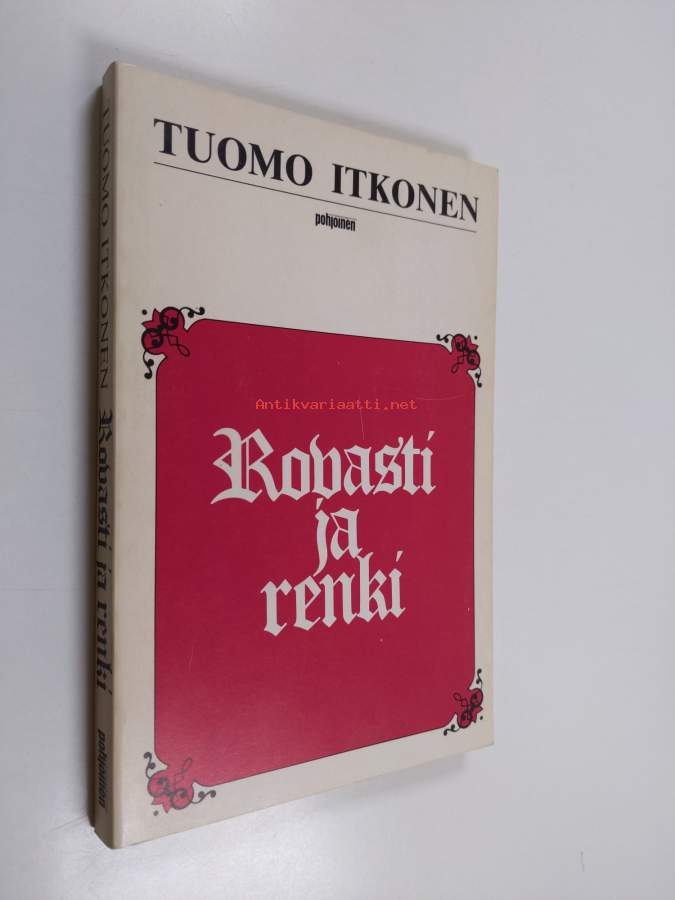 TUOMO ITKONEN
pohjoinen
Antikvariaatti.net
Rovasti
ja
renki
TUOMO ITKONEN Rovasti ja renki pohjoinen